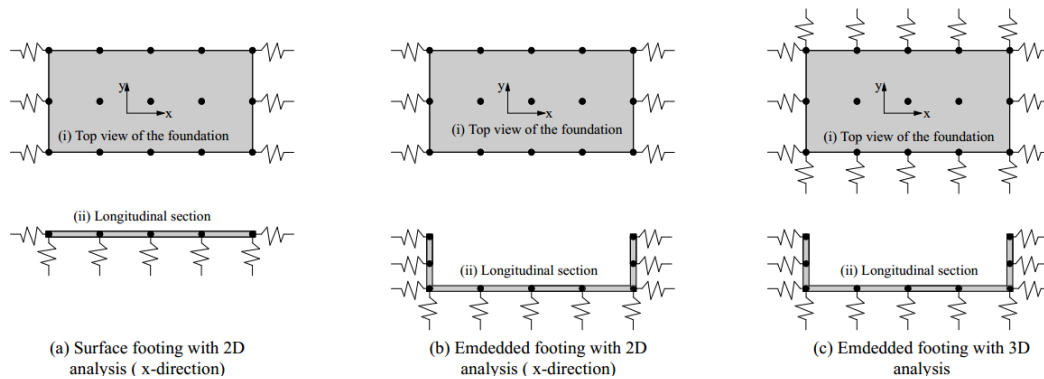 y
x
(i) Top view of the foundation
(ii) Longitudinal section
(a) Surface footing with 2D
analysis ( x-direction)
y
x
(i) Top view of the foundation
(ii) Longitudinal section
(b) Emdedded footing with 2D
analysis ( x-direction)
y
x
(i) Top view of the foundation
(ii) Longitudinal section
(c) Emdedded footing with 3D
analysis